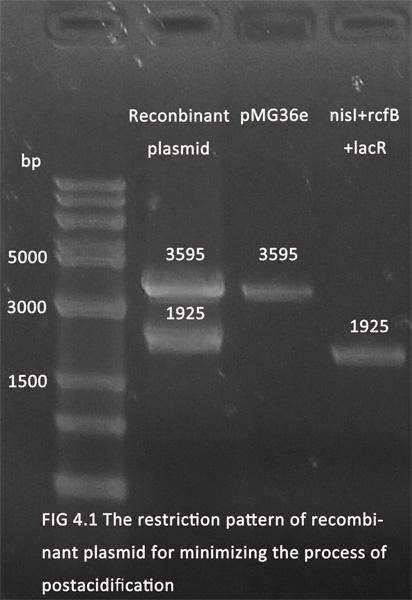 Recombinant pMG36e nisI+rcfB
plasmid +lacR
bp
3595 3595
5000
3000
1925
1925
1500
FIG 4.1 The restriction pattern of recombi-
nant plasmid for minimizing the process of
postacidification